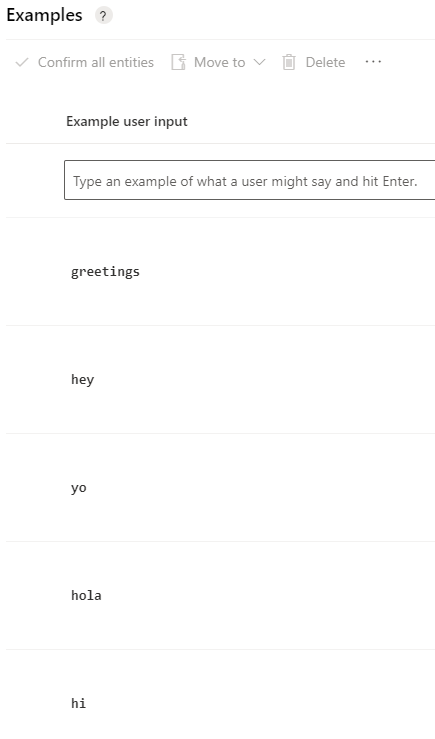 Examples ?
Confirm all entities Move to Delete ...
Example user input
Type an example of what a user might say and hit Enter.
greetings
hey
yo
hola
hi